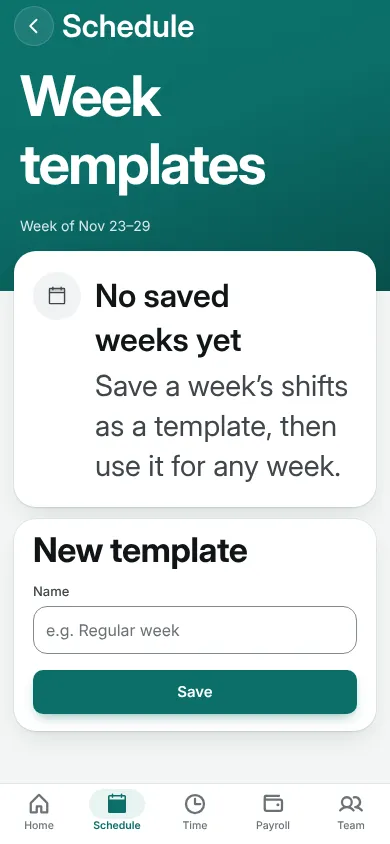 Schedule
Week
templates
Week of Nov 23–29
No saved
weeks yet
Save a week’s shifts
as a template, then
use it for any week.
New template
Name
e.g. Regular week
Save
Home
Schedule
Time
Payroll
Team